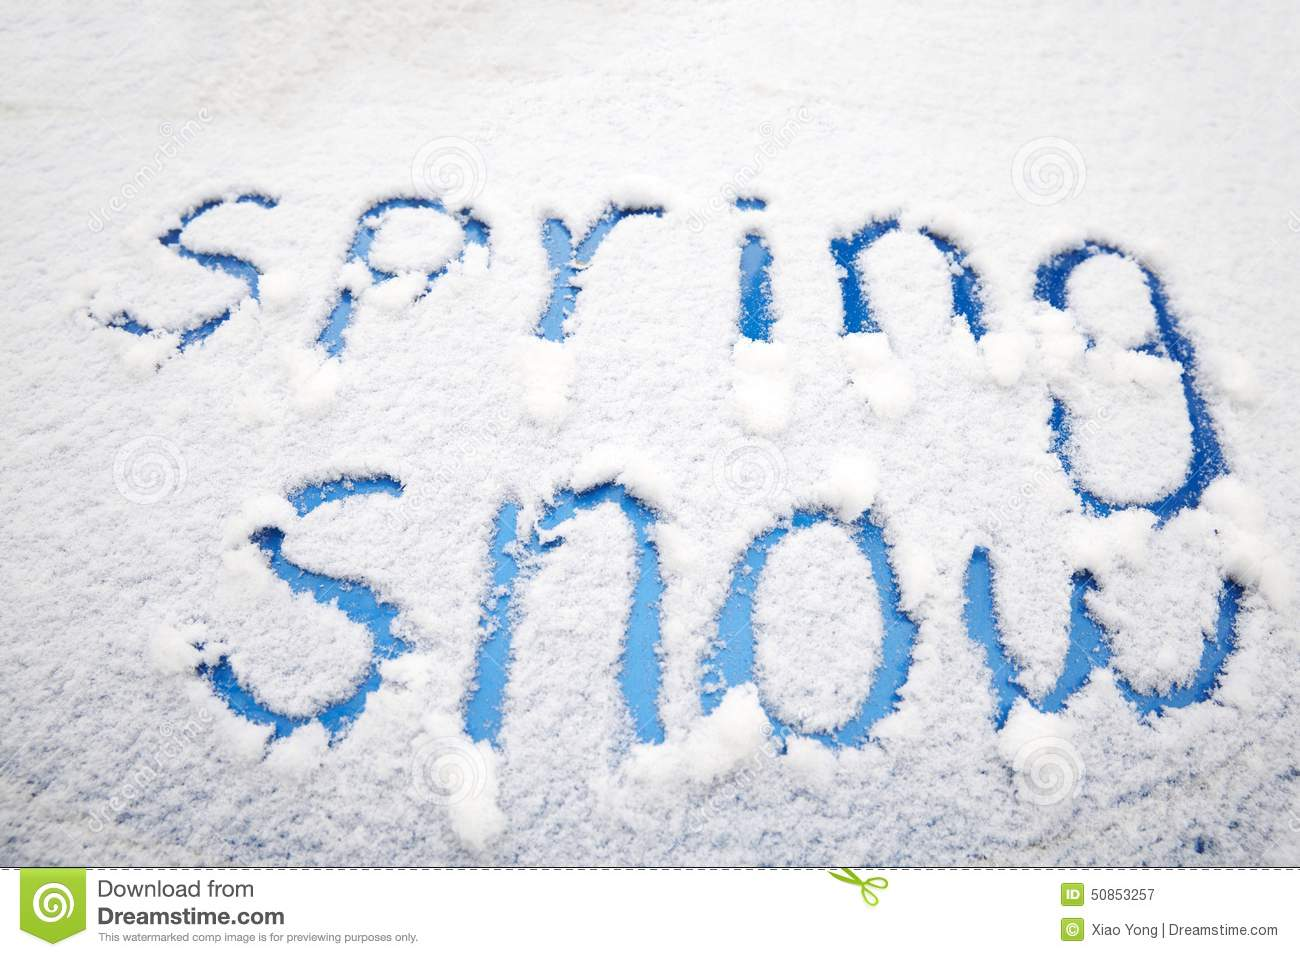 spring
snow
Download from
Dreamstime.com
This watermarked comp image is for previewing purposes only.
ID 50853257
© Xiao Yong | Dreamstime.com